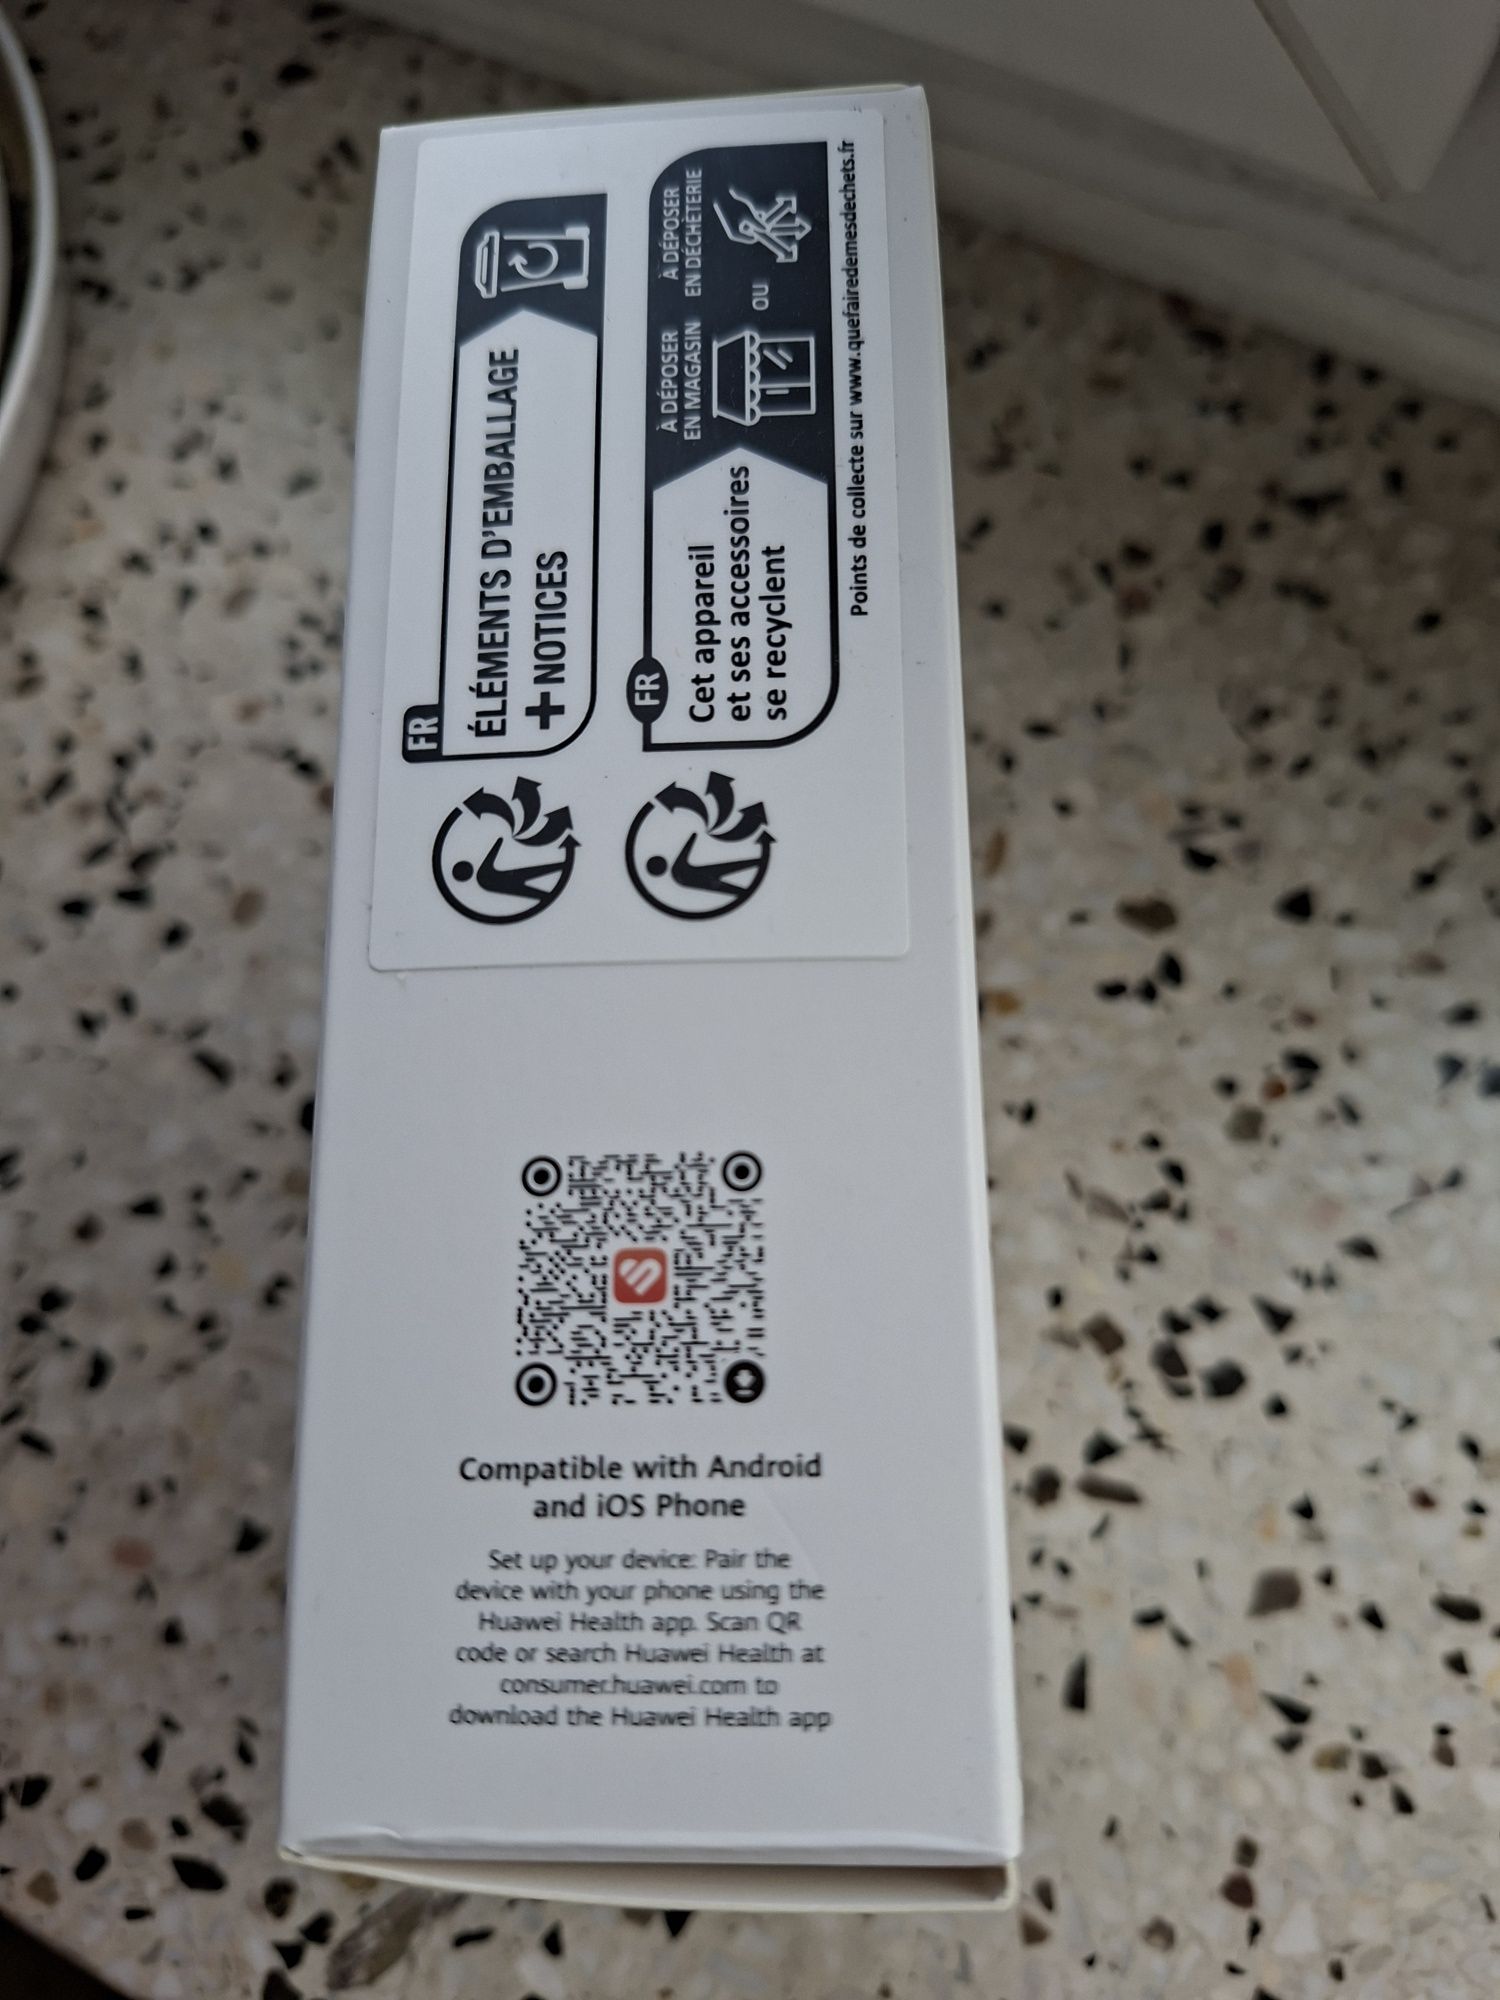 FR
ÉLÉMENTS D'EMBALLAGE
+ NOTICES
FR
Cet appareil
et ses accessoires
se recyclent
À DÉPOSER
EN MAGASIN
OU
À DÉPOSER
EN DÉCHÈTERIE
Points de collecte sur www.quefairedemesdechets.fr
Compatible with Android
and iOS Phone
Set up your device: Pair the
device with your phone using the
Huawei Health app. Scan QR
code or search Huawei Health at
consumer.huawei.com to
download the Huawei Health app